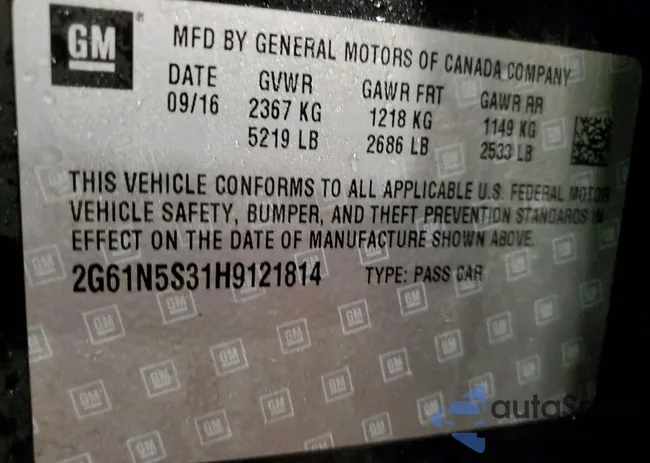 GM
MFD BY GENERAL MOTORS OF CANADA COMPANY
DATE GVWR GAWR FRT GAWR RR
09/16 2367 KG 1218 KG 1149 KG
5219 LB 2686 LB 2533 LB
THIS VEHICLE CONFORMS TO ALL APPLICABLE U.S. FEDERAL MOTOR
VEHICLE SAFETY, BUMPER, AND THEFT PREVENTION STANDARDS IN
EFFECT ON THE DATE OF MANUFACTURE SHOWN ABOVE.
2G61N5S31H9121814 TYPE: PASS CAR